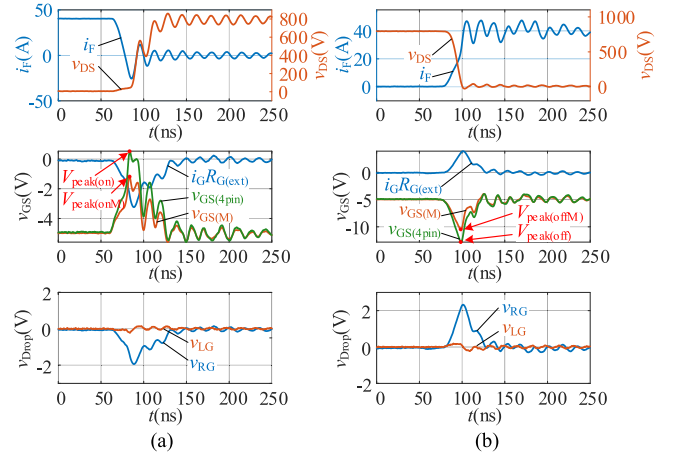 50
0
-50
i_F(A)
i_F
v_DS
800
600
400
200
0
v_DS(V)
0 50 100 150 200 250
t(ns)
40
20
0
i_F(A)
v_DS
i_F
1000
500
0
v_DS(V)
0 50 100 150 200 250
t(ns)
0
-2
-4
v_GS(V)
V_peak(on)
V_peak(onM)
i_GR_G(ext)
v_GS(4pin)
v_GS(M)
0 50 100 150 200 250
t(ns)
0
-5
-10
v_GS(V)
i_GR_G(ext)
v_GS(M)
v_GS(4pin)
V_peak(offM)
V_peak(off)
0 50 100 150 200 250
t(ns)
2
0
-2
v_Drop(V)
v_LG
v_RG
0 50 100 150 200 250
t(ns)
(a)
2
0
2
v_Drop(V)
v_RG
v_LG
0 50 100 150 200 250
t(ns)
(b)